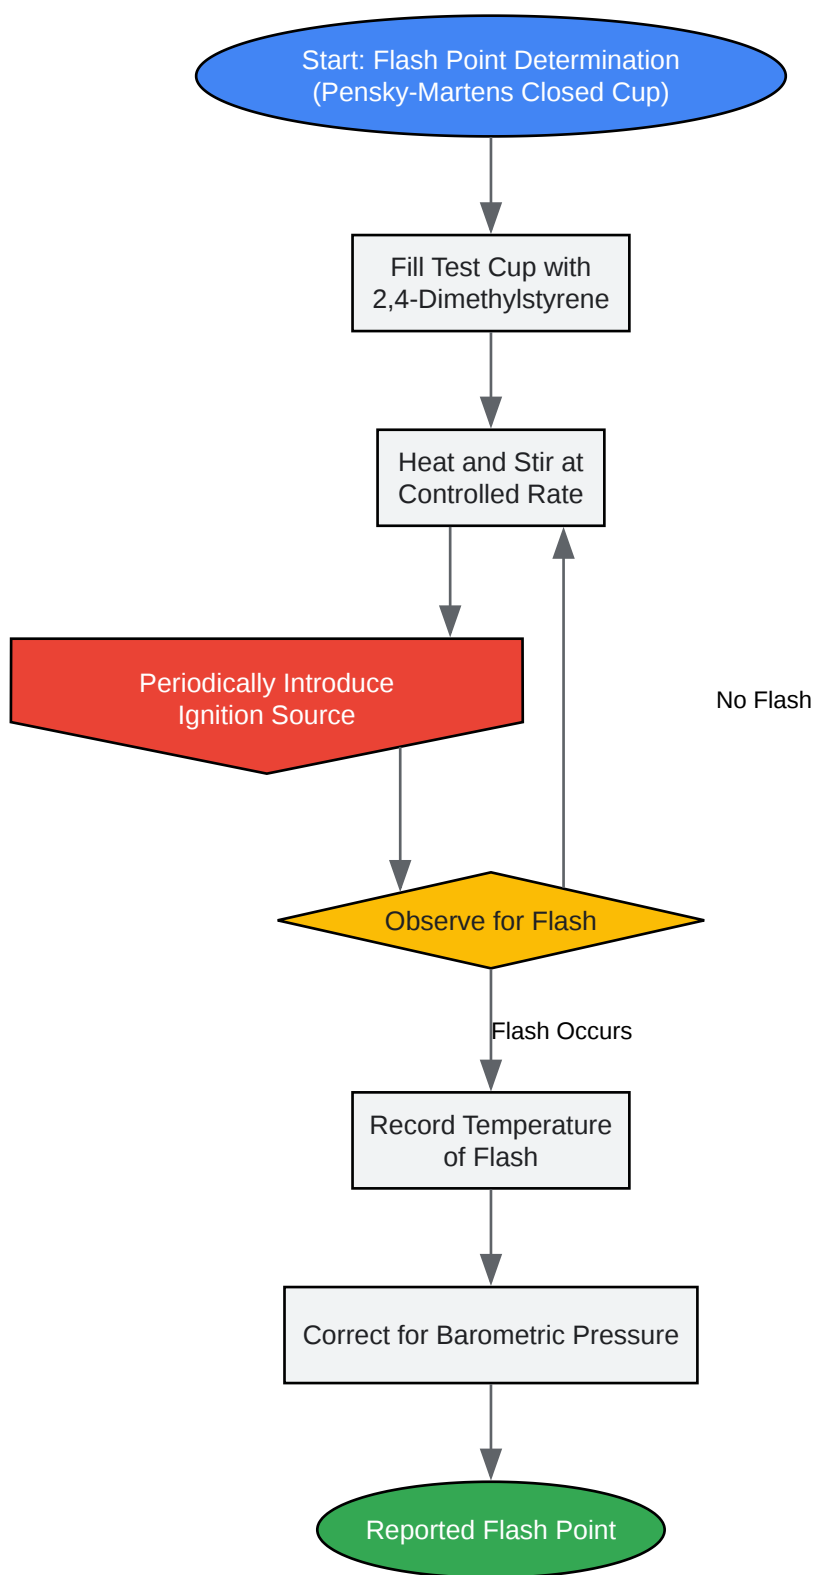 Start: Flash Point Determination
(Pensky-Martens Closed Cup)
Fill Test Cup with
2,4-Dimethylstyrene
Heat and Stir at
Controlled Rate
Periodically Introduce
Ignition Source
No Flash
Observe for Flash
Flash Occurs
Record Temperature
of Flash
Correct for Barometric Pressure
Reported Flash Point